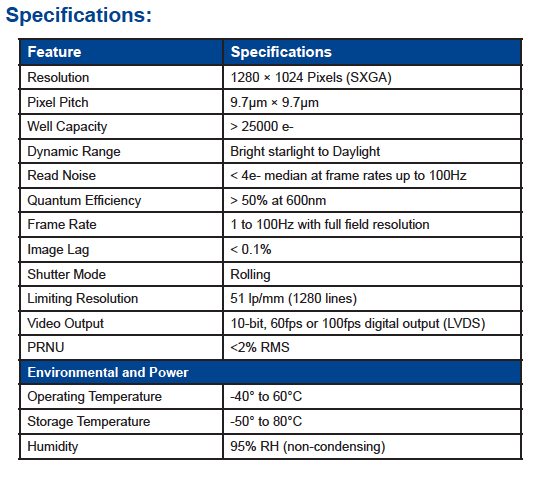 Specifications:
Feature Specifications
Resolution 1280 × 1024 Pixels (SXGA)
Pixel Pitch 9.7µm × 9.7µm
Well Capacity > 25000 e-
Dynamic Range Bright starlight to Daylight
Read Noise < 4e- median at frame rates up to 100Hz
Quantum Efficiency > 50% at 600nm
Frame Rate 1 to 100Hz with full field resolution
Image Lag < 0.1%
Shutter Mode Rolling
Limiting Resolution 51 lp/mm (1280 lines)
Video Output 10-bit, 60fps or 100fps digital output (LVDS)
PRNU <2% RMS
Environmental and Power
Operating Temperature -40° to 60°C
Storage Temperature -50° to 80°C
Humidity 95% RH (non-condensing)